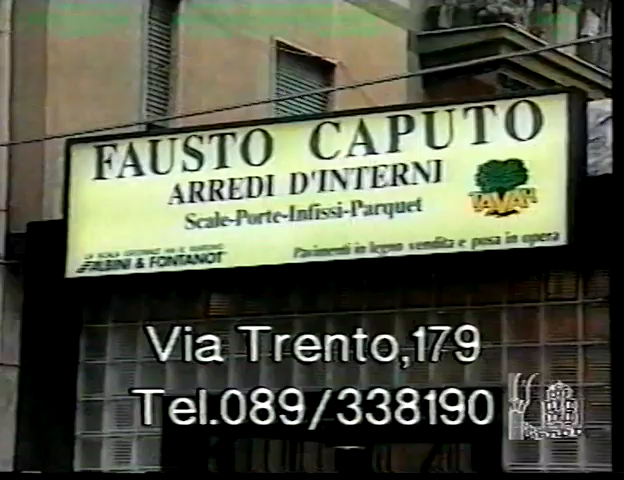 FAUSTO CAPUTO
ARREDI D'INTERNI
Scale-Porte-Infissi-Parquet
TAVAR
ALBINI & FONTANOT
Pavimenti in legno vendita e posa in opera
Via Trento,179
Tel.089/338190